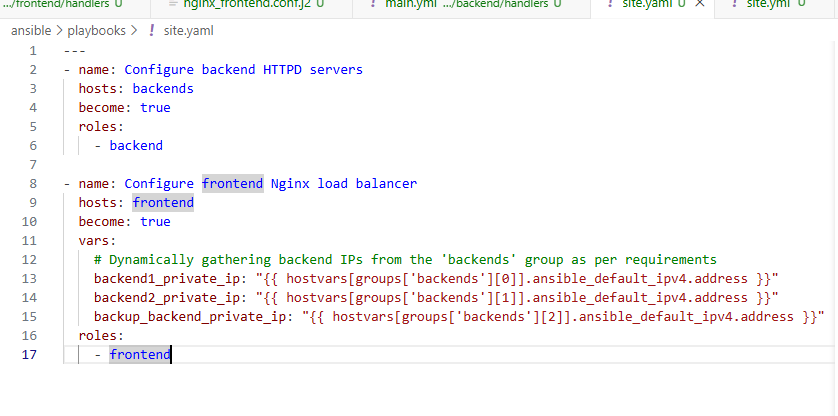 .../frontend/handlers U nginx_frontend.conf.j2 U main.yml .../backend/handlers U site.yaml U site.yml U
ansible > playbooks > ! site.yaml
1 ---
2 - name: Configure backend HTTPD servers
3 hosts: backends
4 become: true
5 roles:
6 - backend
7
8 - name: Configure frontend Nginx load balancer
9 hosts: frontend
10 become: true
11 vars:
12 # Dynamically gathering backend IPs from the 'backends' group as per requirements
13 backend1_private_ip: "{{ hostvars[groups['backends'][0]].ansible_default_ipv4.address }}"
14 backend2_private_ip: "{{ hostvars[groups['backends'][1]].ansible_default_ipv4.address }}"
15 backup_backend_private_ip: "{{ hostvars[groups['backends'][2]].ansible_default_ipv4.address }}"
16 roles:
17 - frontend